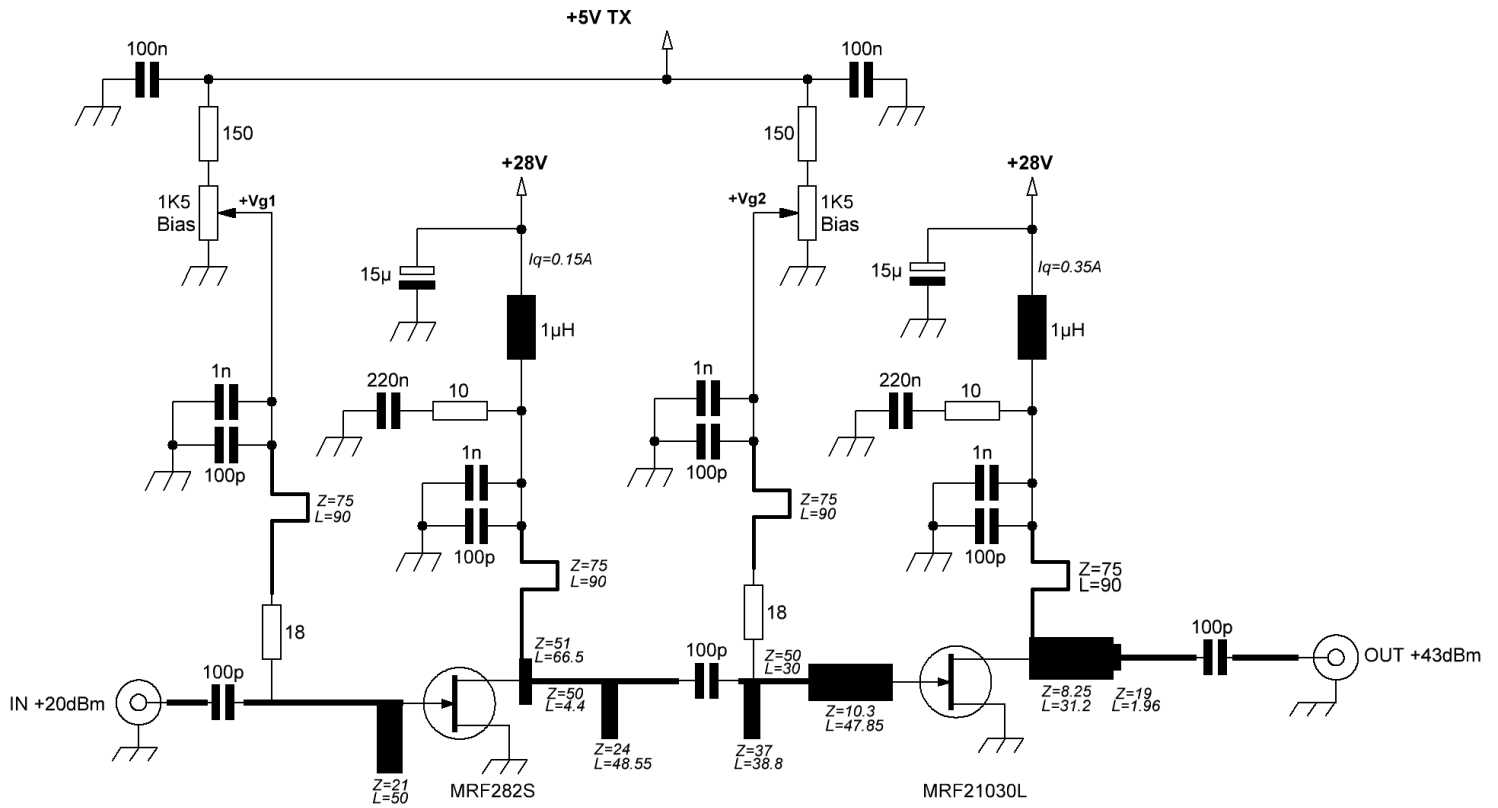 +5V TX
100n
100n
150
150
+28V
+28V
1K5
Bias
+Vg1
+Vg2
1K5
Bias
Iq=0.15A
Iq=0.35A
15µ
15µ
1µH
1µH
1n
220n
10
1n
220n
10
100p
1n
100p
1n
Z=75
L=90
Z=75
L=90
100p
100p
Z=75
L=90
Z=75
L=90
18
18
100p
Z=51
L=66.5
100p
Z=50
L=30
100p
OUT +43dBm
IN +20dBm
Z=50
L=4.4
Z=10.3
L=47.85
Z=8.25
L=31.2
Z=19
L=1.96
Z=24
L=48.55
Z=37
L=38.8
Z=21
L=50
MRF282S
MRF21030L